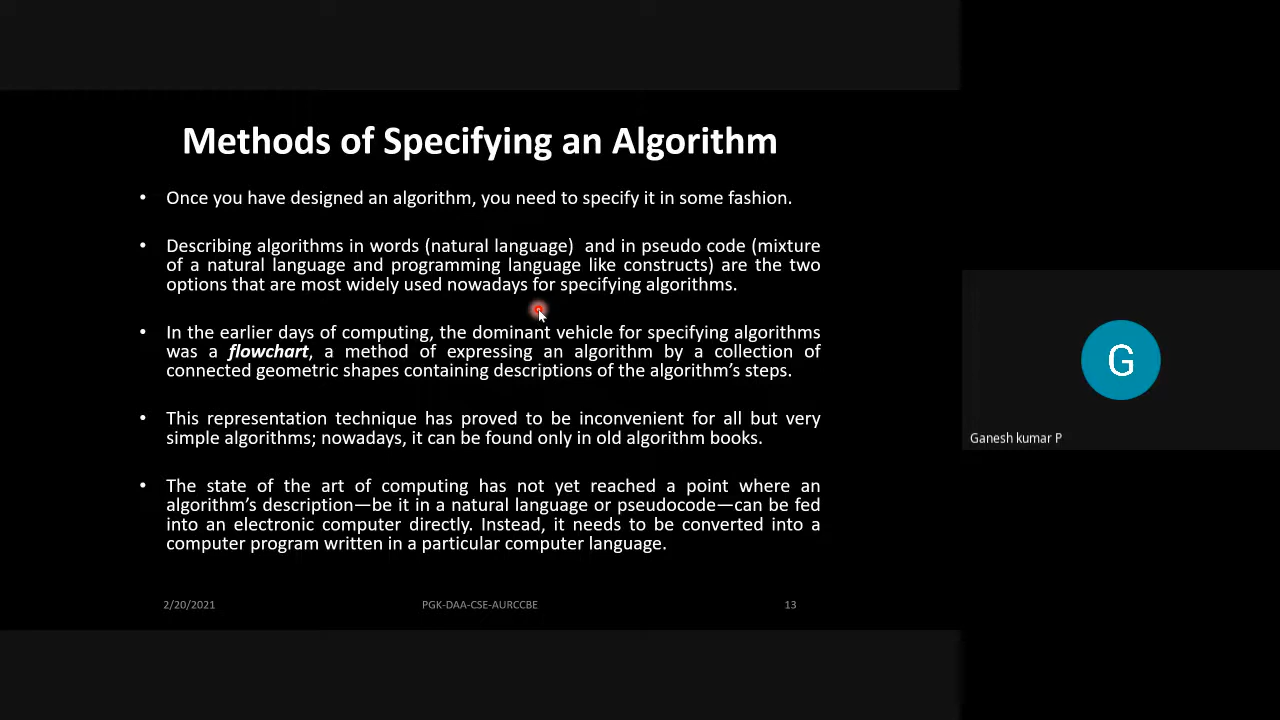 Methods of Specifying an Algorithm
• Once you have designed an algorithm, you need to specify it in some fashion.
• Describing algorithms in words (natural language) and in pseudo code (mixture
of a natural language and programming language like constructs) are the two
options that are most widely used nowadays for specifying algorithms.
• In the earlier days of computing, the dominant vehicle for specifying algorithms
was a flowchart, a method of expressing an algorithm by a collection of
connected geometric shapes containing descriptions of the algorithm’s steps.
• This representation technique has proved to be inconvenient for all but very
simple algorithms; nowadays, it can be found only in old algorithm books.
• The state of the art of computing has not yet reached a point where an
algorithm’s description—be it in a natural language or pseudocode—can be fed
into an electronic computer directly. Instead, it needs to be converted into a
computer program written in a particular computer language.
2/20/2021 PGK-DAA-CSE-AURCCBE 13
G
Ganesh kumar P